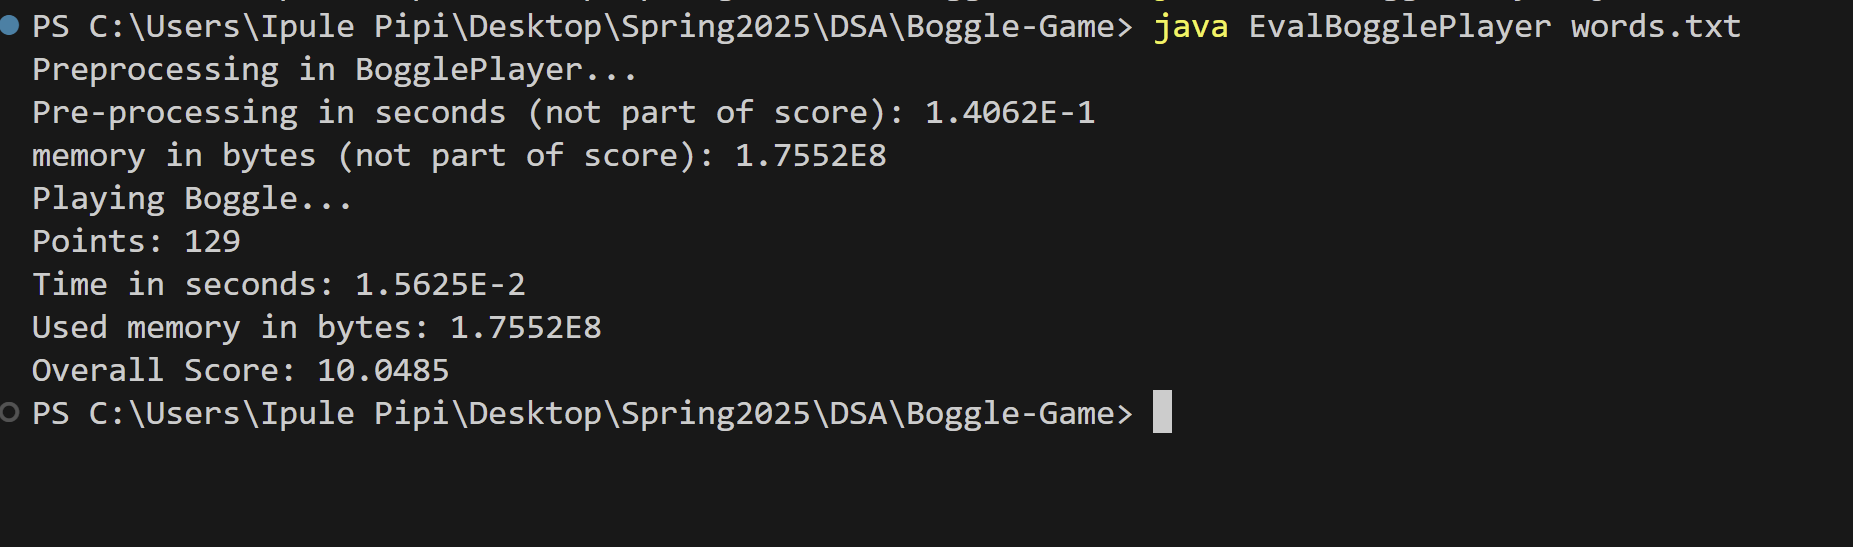 PS C:\Users\Ipule Pipi\Desktop\Spring2025\DSA\Boggle-Game> java EvalBogglePlayer words.txt
Preprocessing in BogglePlayer...
Pre-processing in seconds (not part of score): 1.4062E-1
memory in bytes (not part of score): 1.7552E8
Playing Boggle...
Points: 129
Time in seconds: 1.5625E-2
Used memory in bytes: 1.7552E8
Overall Score: 10.0485
PS C:\Users\Ipule Pipi\Desktop\Spring2025\DSA\Boggle-Game>